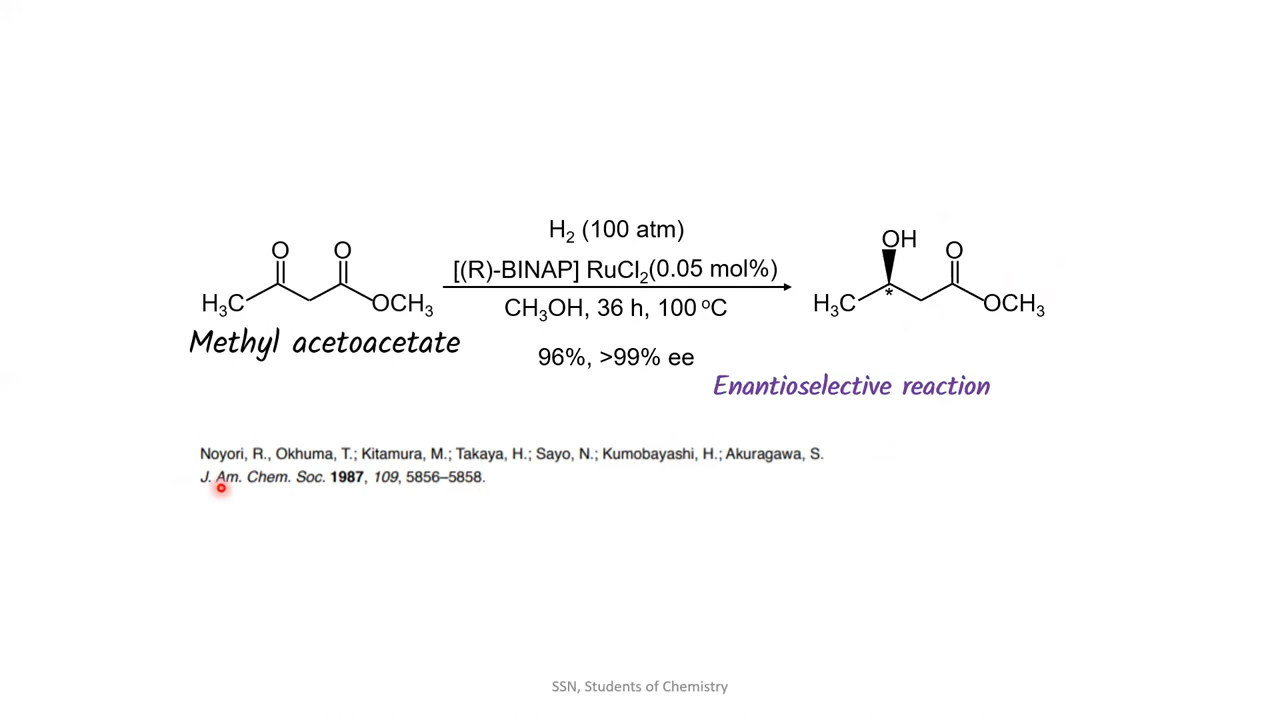 H₂ (100 atm)
[(R)-BINAP] RuCl₂(0.05 mol%)
CH₃OH, 36 h, 100 ᵒC
96%, >99% ee
O O
H₃C OCH₃
Methyl acetoacetate
OH
O
H₃C * OCH₃
Enantioselective reaction
Noyori, R., Okhuma, T.; Kitamura, M.; Takaya, H.; Sayo, N.; Kumobayashi, H.; Akuragawa, S.
J. Am. Chem. Soc. 1987, 109, 5856–5858.
SSN, Students of Chemistry